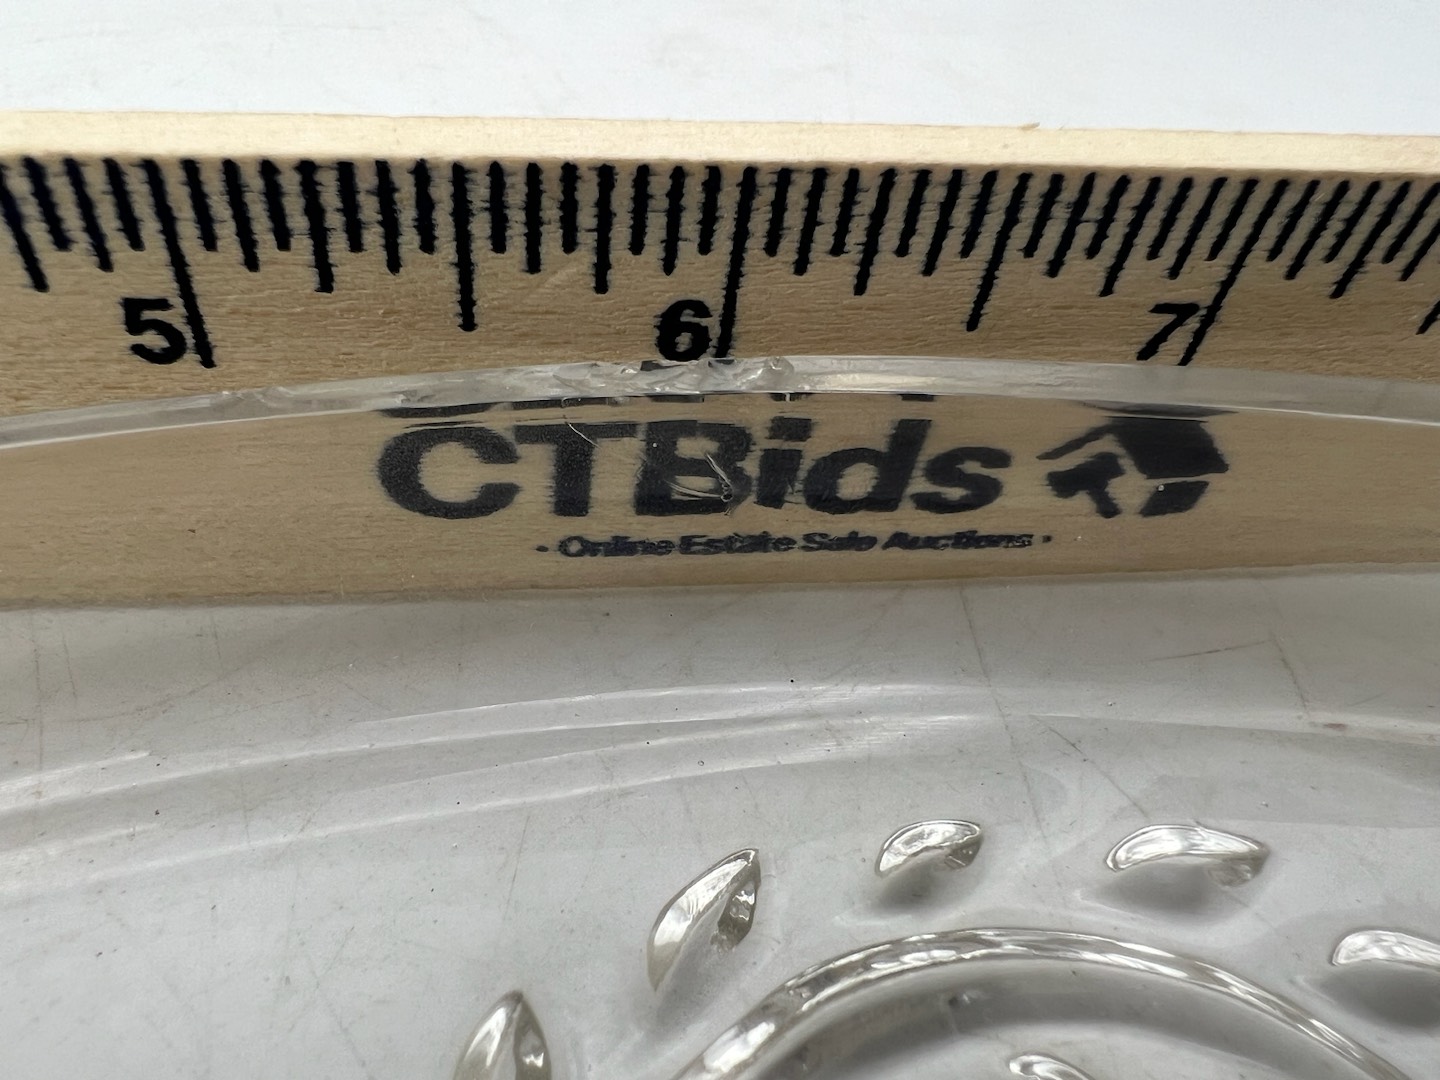 5 6 7
CTBids
· Online Estate Sale Auctions ·